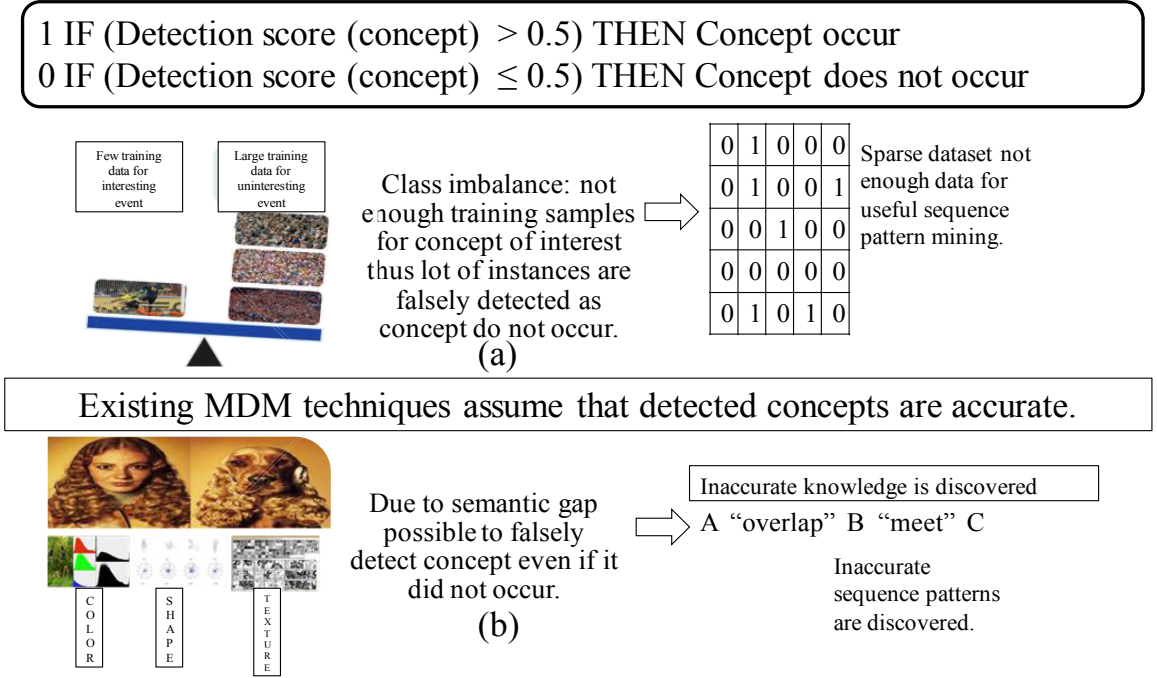 1 IF (Detection score (concept) > 0.5) THEN Concept occur
0 IF (Detection score (concept) ≤ 0.5) THEN Concept does not occur
Few training
data for
interesting
event
Large training
data for
uninteresting
event
Class imbalance: not
enough training samples
for concept of interest
thus lot of instances are
falsely detected as
concept do not occur.
(a)
0 1 0 0 0
0 1 0 0 1
0 0 1 0 0
0 0 0 0 0
0 1 0 1 0
Sparse dataset not
enough data for
useful sequence
pattern mining.
Existing MDM techniques assume that detected concepts are accurate.
COLOR
SHAPE
TEXTURE
Due to semantic gap
possible to falsely
detect concept even if it
did not occur.
(b)
Inaccurate knowledge is discovered
A “overlap” B “meet” C
Inaccurate
sequence patterns
are discovered.